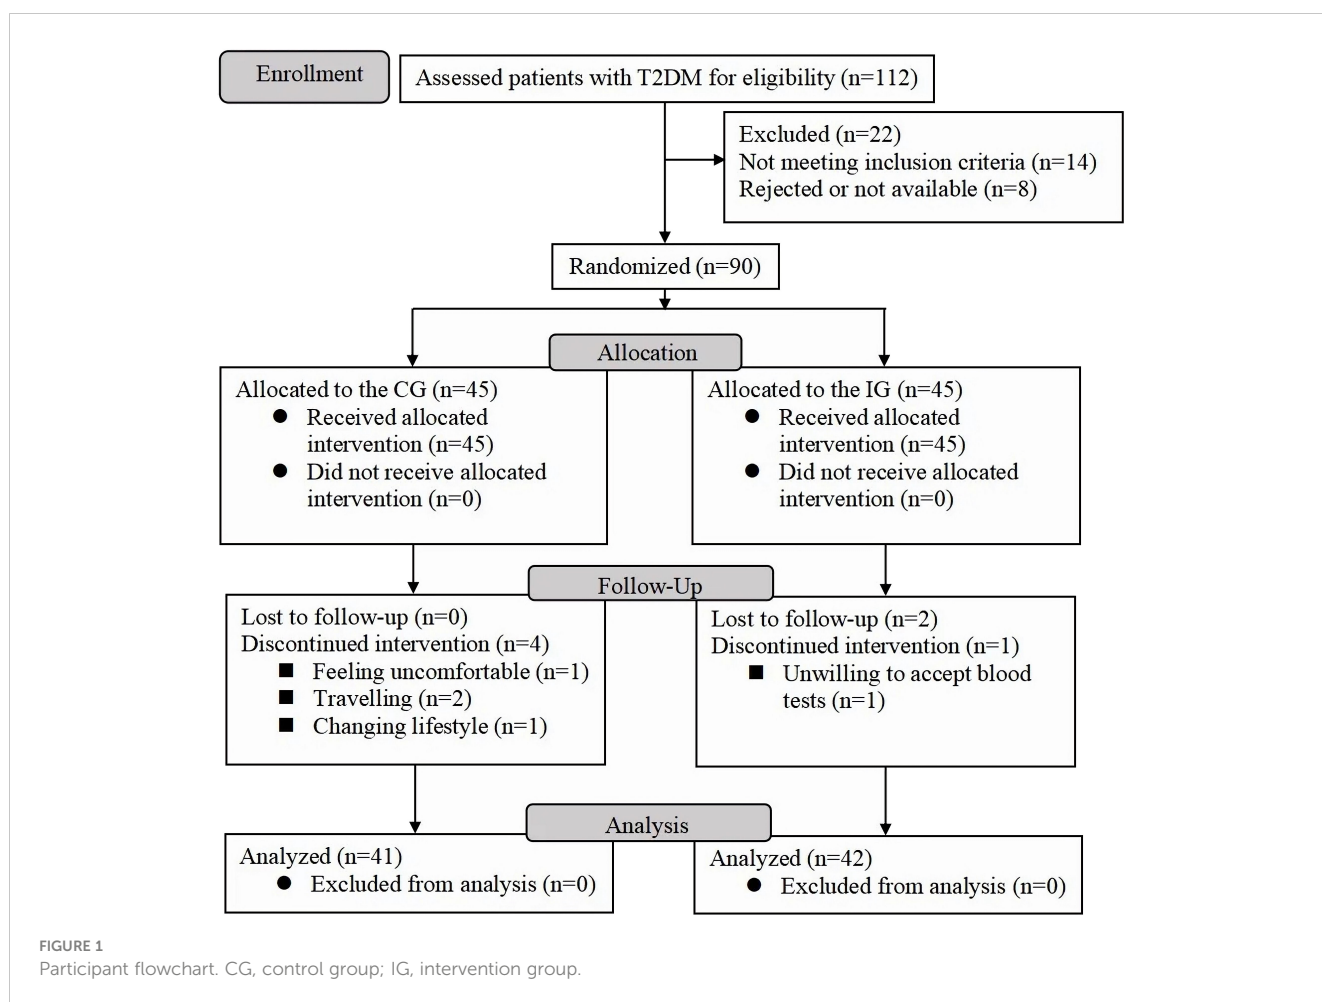 Enrollment
Assessed patients with T2DM for eligibility (n=112)
Excluded (n=22)
Not meeting inclusion criteria (n=14)
Rejected or not available (n=8)
Randomized (n=90)
Allocation
Allocated to the CG (n=45)
● Received allocated
intervention (n=45)
● Did not receive allocated
intervention (n=0)
Allocated to the IG (n=45)
● Received allocated
intervention (n=45)
● Did not receive allocated
intervention (n=0)
Follow-Up
Lost to follow-up (n=0)
Discontinued intervention (n=4)
■ Feeling uncomfortable (n=1)
■ Travelling (n=2)
■ Changing lifestyle (n=1)
Lost to follow-up (n=2)
Discontinued intervention (n=1)
■ Unwilling to accept blood
tests (n=1)
Analysis
Analyzed (n=41)
● Excluded from analysis (n=0)
Analyzed (n=42)
● Excluded from analysis (n=0)
FIGURE 1
Participant flowchart. CG, control group; IG, intervention group.